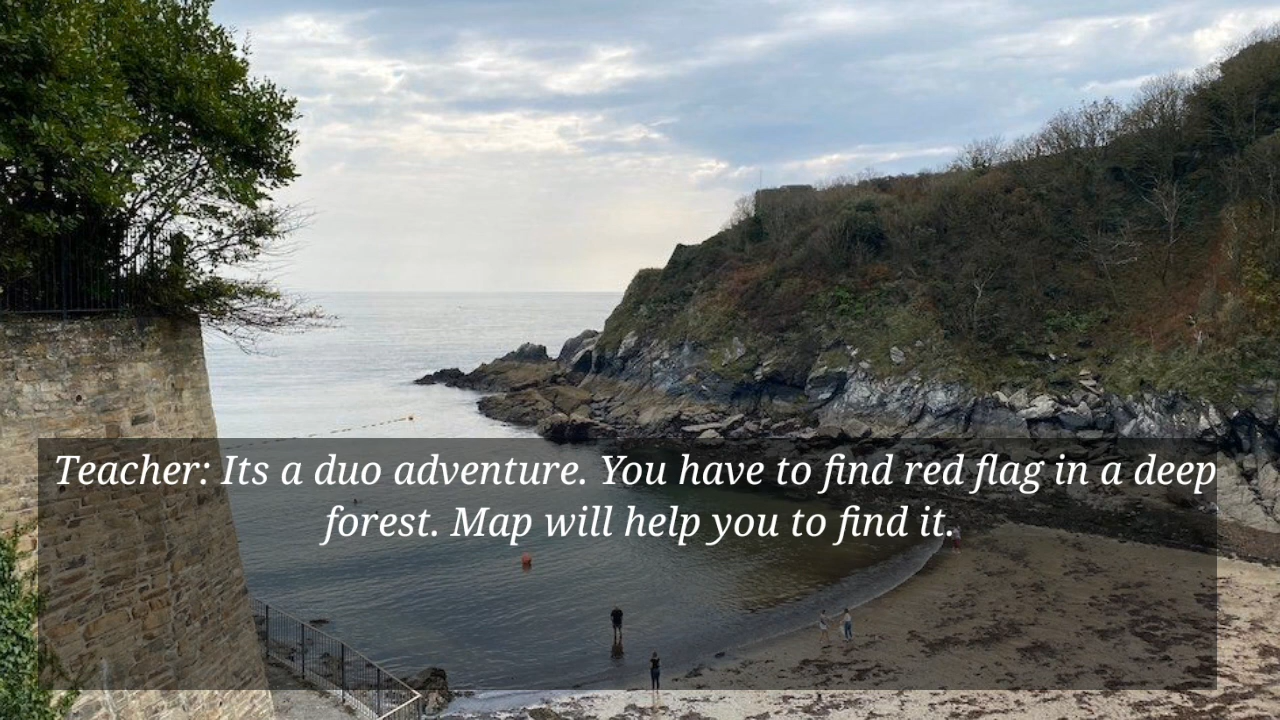 Teacher: Its a duo adventure. You have to find red flag in a deep
forest. Map will help you to find it.